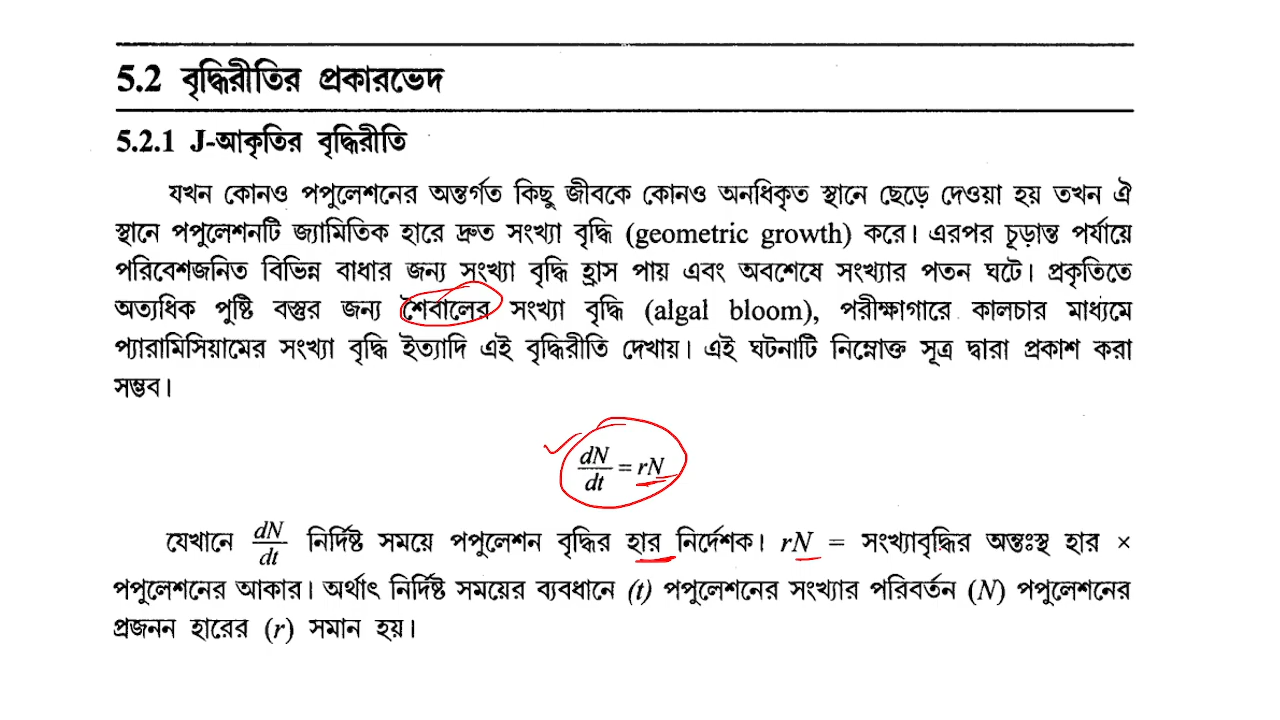 5.2 বৃদ্ধিরীতির প্রকারভেদ
5.2.1 J-আকৃতির বৃদ্ধিরীতি
যখন কোনও পপুলেশনের অন্তর্গত কিছু জীবকে কোনও অনধিকৃত স্থানে ছেড়ে দেওয়া হয় তখন ঐ
স্থানে পপুলেশনটি জ্যামিতিক হারে দ্রুত সংখ্যা বৃদ্ধি (geometric growth) করে। এরপর চূড়ান্ত পর্যায়ে
পরিবেশজনিত বিভিন্ন বাধার জন্য সংখ্যা বৃদ্ধি হ্রাস পায় এবং অবশেষে সংখ্যার পতন ঘটে। প্রকৃতিতে
অত্যধিক পুষ্টি বস্তুর জন্য শৈবালের সংখ্যা বৃদ্ধি (algal bloom), পরীক্ষাগারে কালচার মাধ্যমে
প্যারামিসিয়ামের সংখ্যা বৃদ্ধি ইত্যাদি এই বৃদ্ধিরীতি দেখায়। এই ঘটনাটি নিম্নোক্ত সূত্র দ্বারা প্রকাশ করা
সম্ভব।
dN/dt = rN
যেখানে dN/dt নির্দিষ্ট সময়ে পপুলেশন বৃদ্ধির হার নির্দেশক। rN = সংখ্যাবৃদ্ধির অন্তঃস্থ হার ×
পপুলেশনের আকার। অর্থাৎ নির্দিষ্ট সময়ের ব্যবধানে (t) পপুলেশনের সংখ্যার পরিবর্তন (N) পপুলেশনের
প্রজনন হারের (r) সমান হয়।